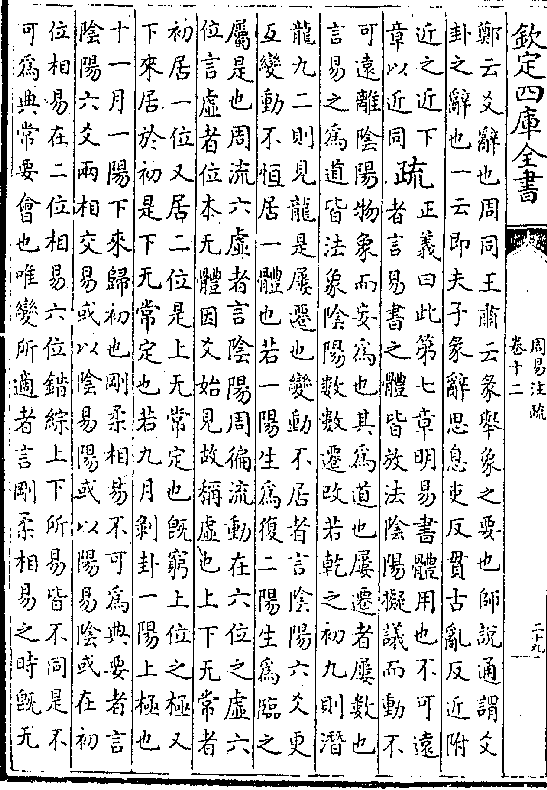 欽定四庫全書
周易注疏
卷十二
二十九
鄭云爻辭也周同王肅云彖舉象之要也師說通謂爻
卦之辭也一云即夫子彖辭思息吏反貫古亂反近附
近之近下
章以近同
疏
正義曰此第七章明易書體用也不可遠
者言易書之體皆放法陰陽擬議而動不
可遠離陰陽物象而妄為也其為道也屢遷者屢數也
言易之為道皆法象陰陽數數遷改若乾之初九則潛
龍九二則見龍是屢遷也變動不居者言陰陽六爻更
互變動不恒居一體也若一陽生為復二陽生為臨之
屬是也周流六虛者言陰陽周徧流動在六位之虛六
位言虛者位本无體因爻始見故稱虛也上下无常者
初居一位又居二位是上无常定也既窮上位之極又
下來居於初是下无常定也若九月剝卦一陽上極也
十一月一陽下來歸初也剛柔相易不可為典要者言
陰陽六爻兩相交易或以陰易陽或以陽易陰或在初
位相易在二位相易六位錯綜上下所易皆不同是不
可為典常要會也唯變所適者言剛柔相易之時既无